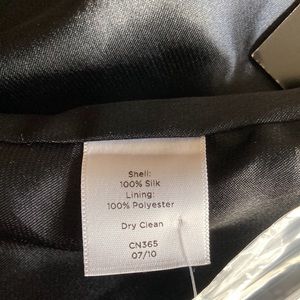 Shell:
100% Silk
Lining:
100% Polyester
Dry Clean
CN365
07/10